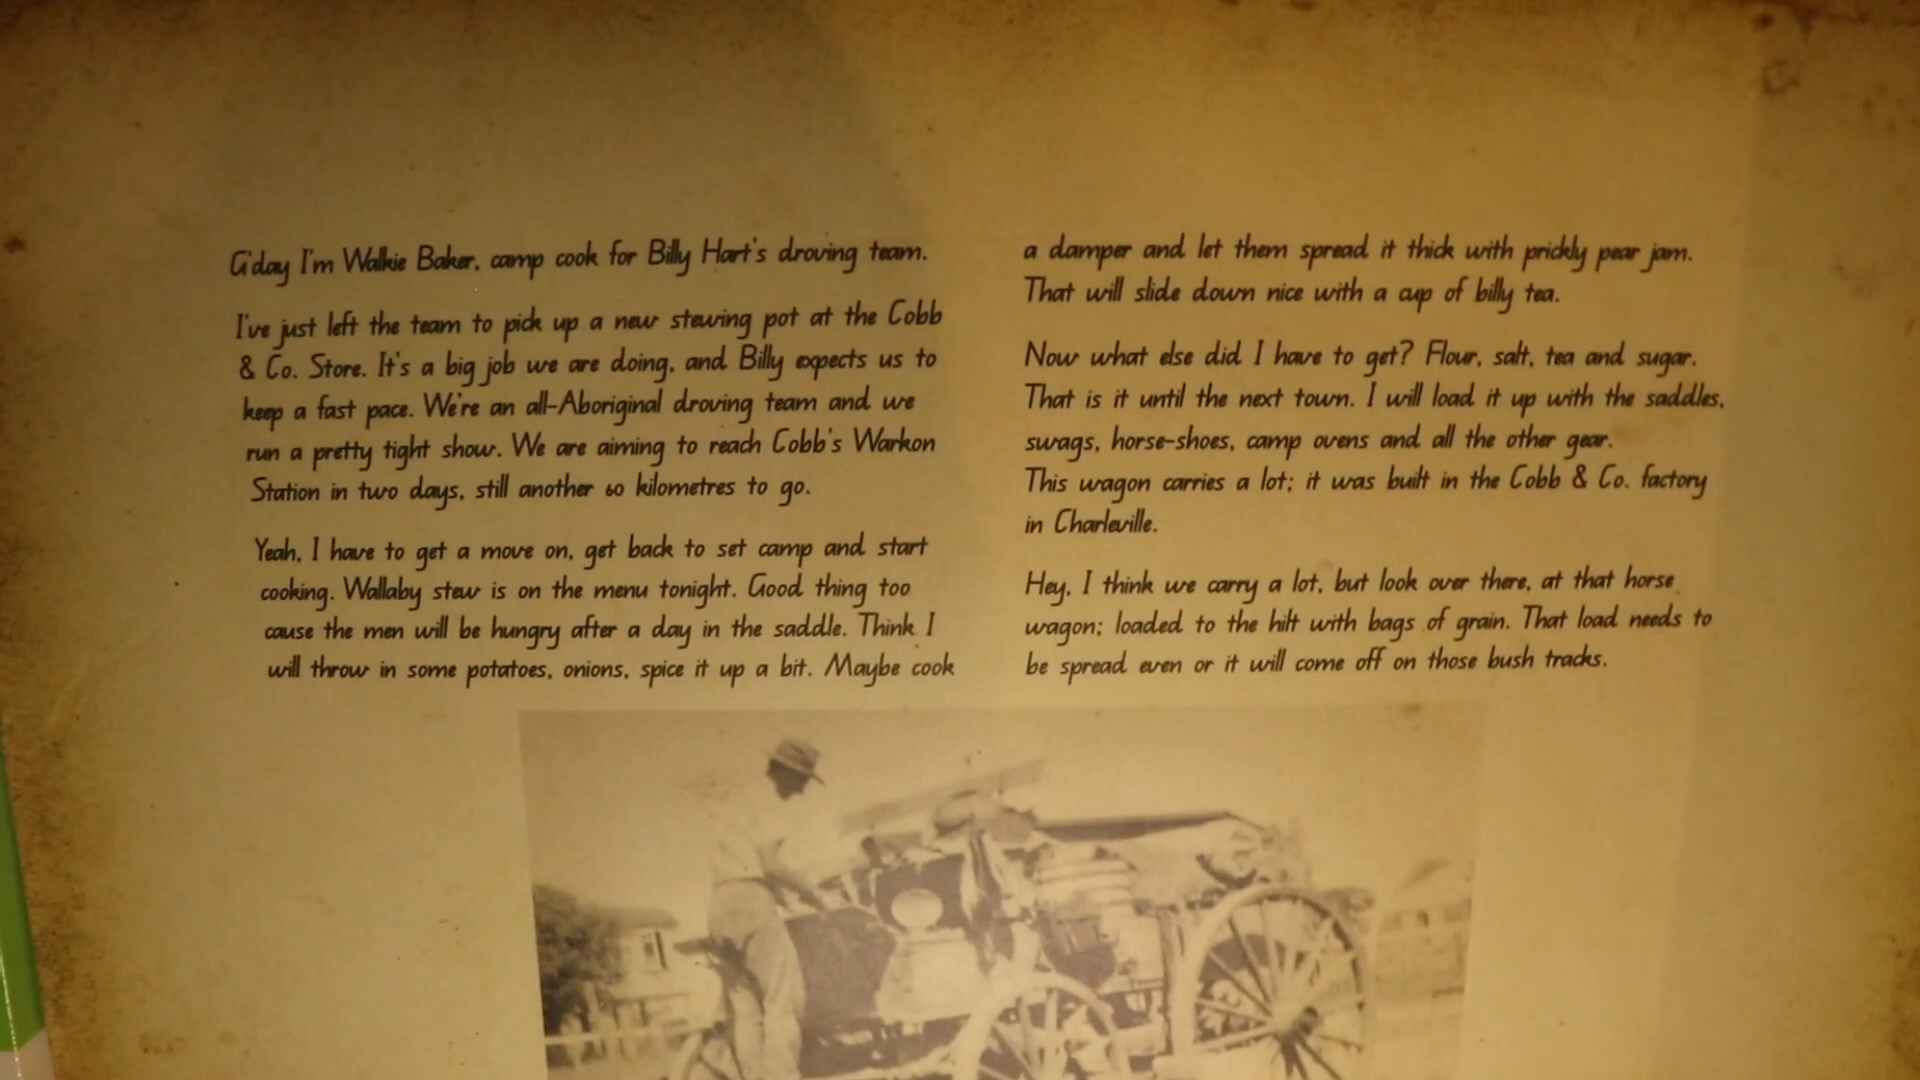 G'day I'm Walkie Baker, camp cook for Billy Hart's droving team.
I've just left the team to pick up a new stewing pot at the Cobb
& Co. Store. It's a big job we are doing, and Billy expects us to
keep a fast pace. We're an all-Aboriginal droving team and we
run a pretty tight show. We are aiming to reach Cobb's Warkon
Station in two days, still another 60 kilometres to go.
Yeah, I have to get a move on, get back to set camp and start
cooking. Wallaby stew is on the menu tonight. Good thing too
cause the men will be hungry after a day in the saddle. Think I
will throw in some potatoes, onions, spice it up a bit. Maybe cook
a damper and let them spread it thick with prickly pear jam.
That will slide down nice with a cup of billy tea.
Now what else did I have to get? Flour, salt, tea and sugar.
That is it until the next town. I will load it up with the saddles,
swags, horse-shoes, camp ovens and all the other gear.
This wagon carries a lot; it was built in the Cobb & Co. factory
in Charleville.
Hey, I think we carry a lot, but look over there, at that horse
wagon; loaded to the hilt with bags of grain. That load needs to
be spread even or it will come off on those bush tracks.